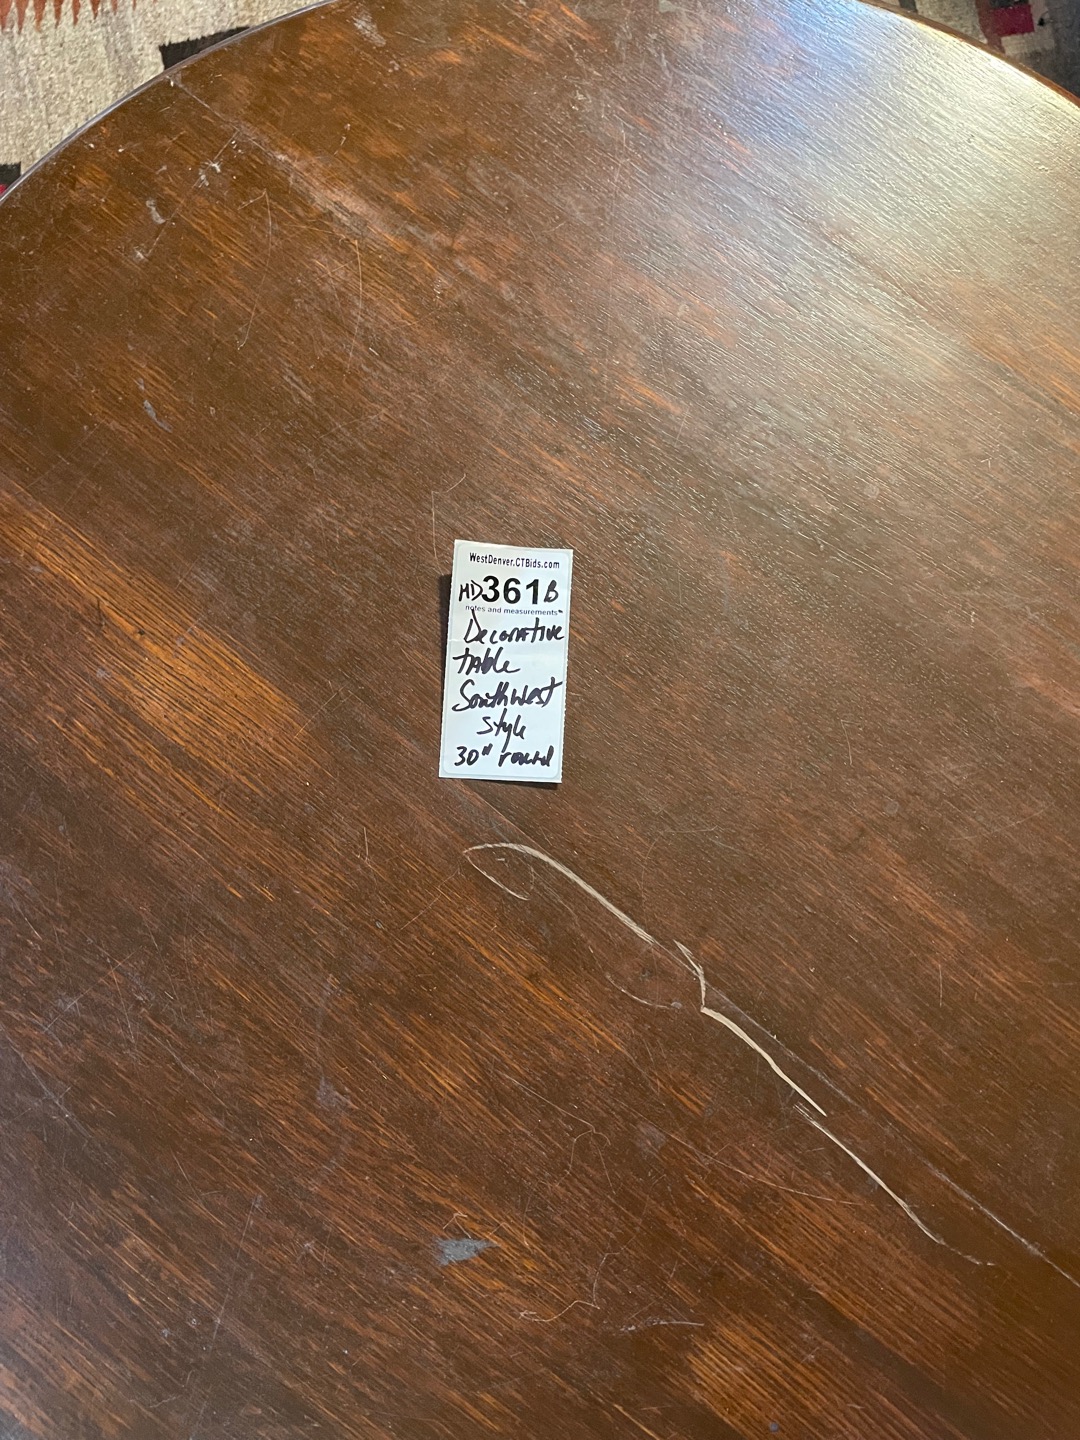 WestDenver.CTBids.com
MD361B
notes and measurements
Decorative
table
Southwest
Style
30" round